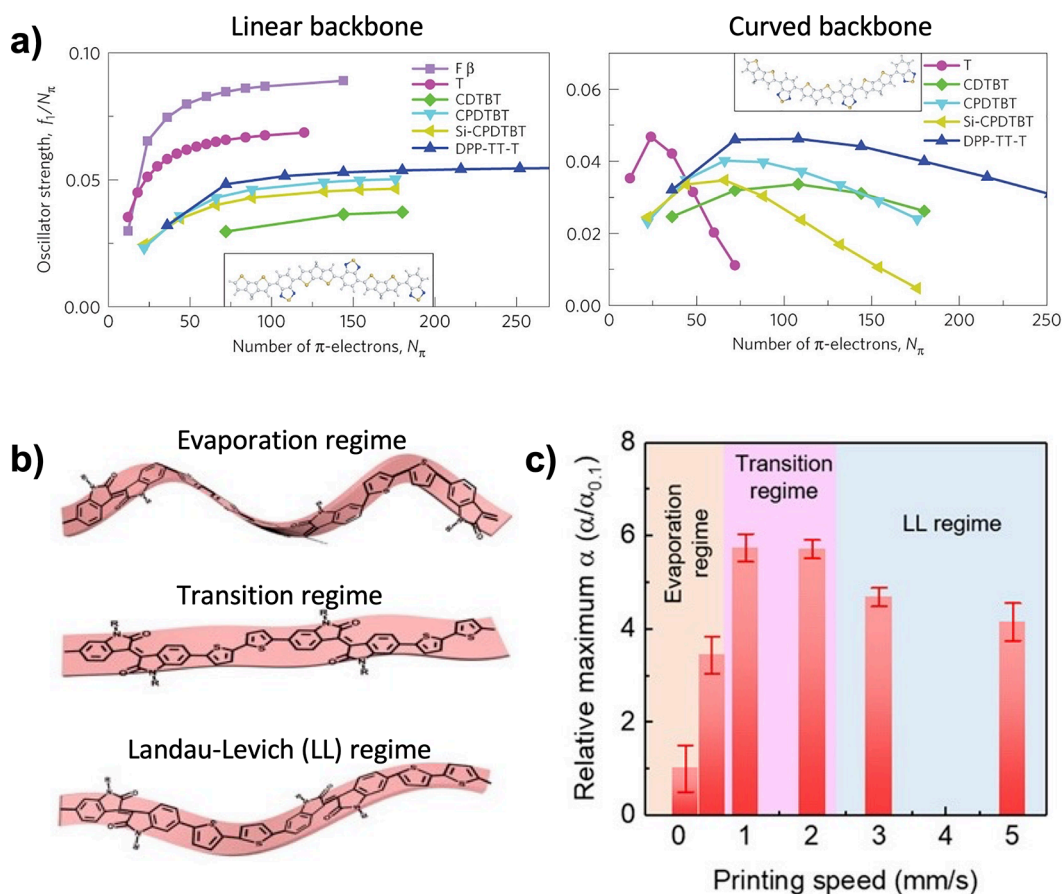 a)
Linear backbone
Oscillator strength, f₁/Nπ
0.10
0.05
0.00
0 50 100 150 200 250
Number of π-electrons, Nπ
F β
T
CDTBT
CPDTBT
Si-CPDTBT
DPP-TT-T
Curved backbone
0.06
0.04
0.02
0.00
0 50 100 150 200 250
Number of π-electrons, Nπ
T
CDTBT
CPDTBT
Si-CPDTBT
DPP-TT-T
b)
Evaporation regime
Transition regime
R
N
O
S
S
R
N
O
S
S
O
N
R
O
N
R
Landau-Levich (LL) regime
c)
Relative maximum α (α/α₀.₁)
8
6
4
2
0
Evaporation
regime
Transition
regime
LL regime
0 1 2 3 4 5
Printing speed (mm/s)